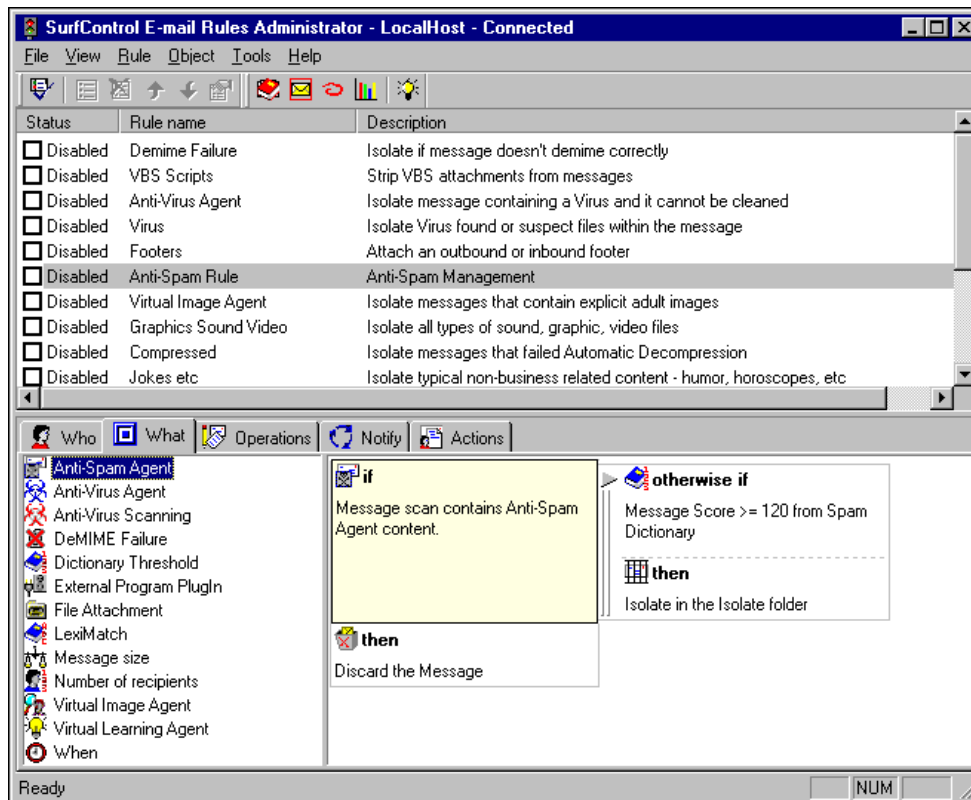 SurfControl E-mail Rules Administrator - LocalHost - Connected
File View Rule Object Tools Help
Status Rule name Description
Disabled Demime Failure Isolate if message doesn't demime correctly
Disabled VBS Scripts Strip VBS attachments from messages
Disabled Anti-Virus Agent Isolate message containing a Virus and it cannot be cleaned
Disabled Virus Isolate Virus found or suspect files within the message
Disabled Footers Attach an outbound or inbound footer
Disabled Anti-Spam Rule Anti-Spam Management
Disabled Virtual Image Agent Isolate messages that contain explicit adult images
Disabled Graphics Sound Video Isolate all types of sound, graphic, video files
Disabled Compressed Isolate messages that failed Automatic Decompression
Disabled Jokes etc Isolate typical non-business related content - humor, horoscopes, etc
Who What Operations Notify Actions
Anti-Spam Agent
Anti-Virus Agent
Anti-Virus Scanning
DeMIME Failure
Dictionary Threshold
External Program PlugIn
File Attachment
LexiMatch
Message size
Number of recipients
Virtual Image Agent
Virtual Learning Agent
When
if
Message scan contains Anti-Spam
Agent content.
then
Discard the Message
otherwise if
Message Score >= 120 from Spam
Dictionary
then
Isolate in the Isolate folder
Ready NUM